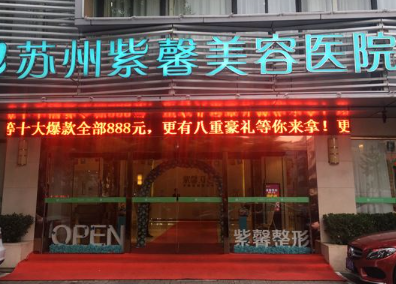 苏州紫馨美容医院
等十大爆款全部888元，更有八重豪礼等你来拿！更
OPEN
紫馨整形